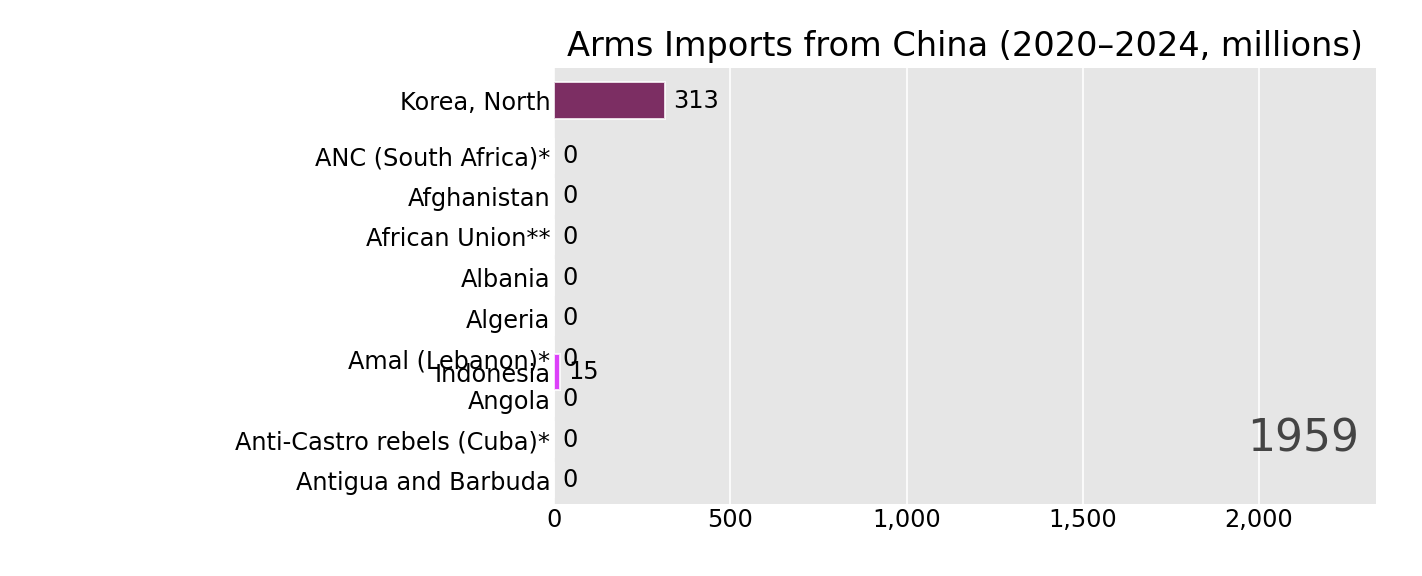 Arms Imports from China (2020–2024, millions)
Korea, North 313
ANC (South Africa)* 0
Afghanistan 0
African Union** 0
Albania 0
Algeria 0
Amal (Lebanon)* 0
Indonesia 15
Angola 0
Anti-Castro rebels (Cuba)* 0
1959
Antigua and Barbuda 0
0 500 1,000 1,500 2,000